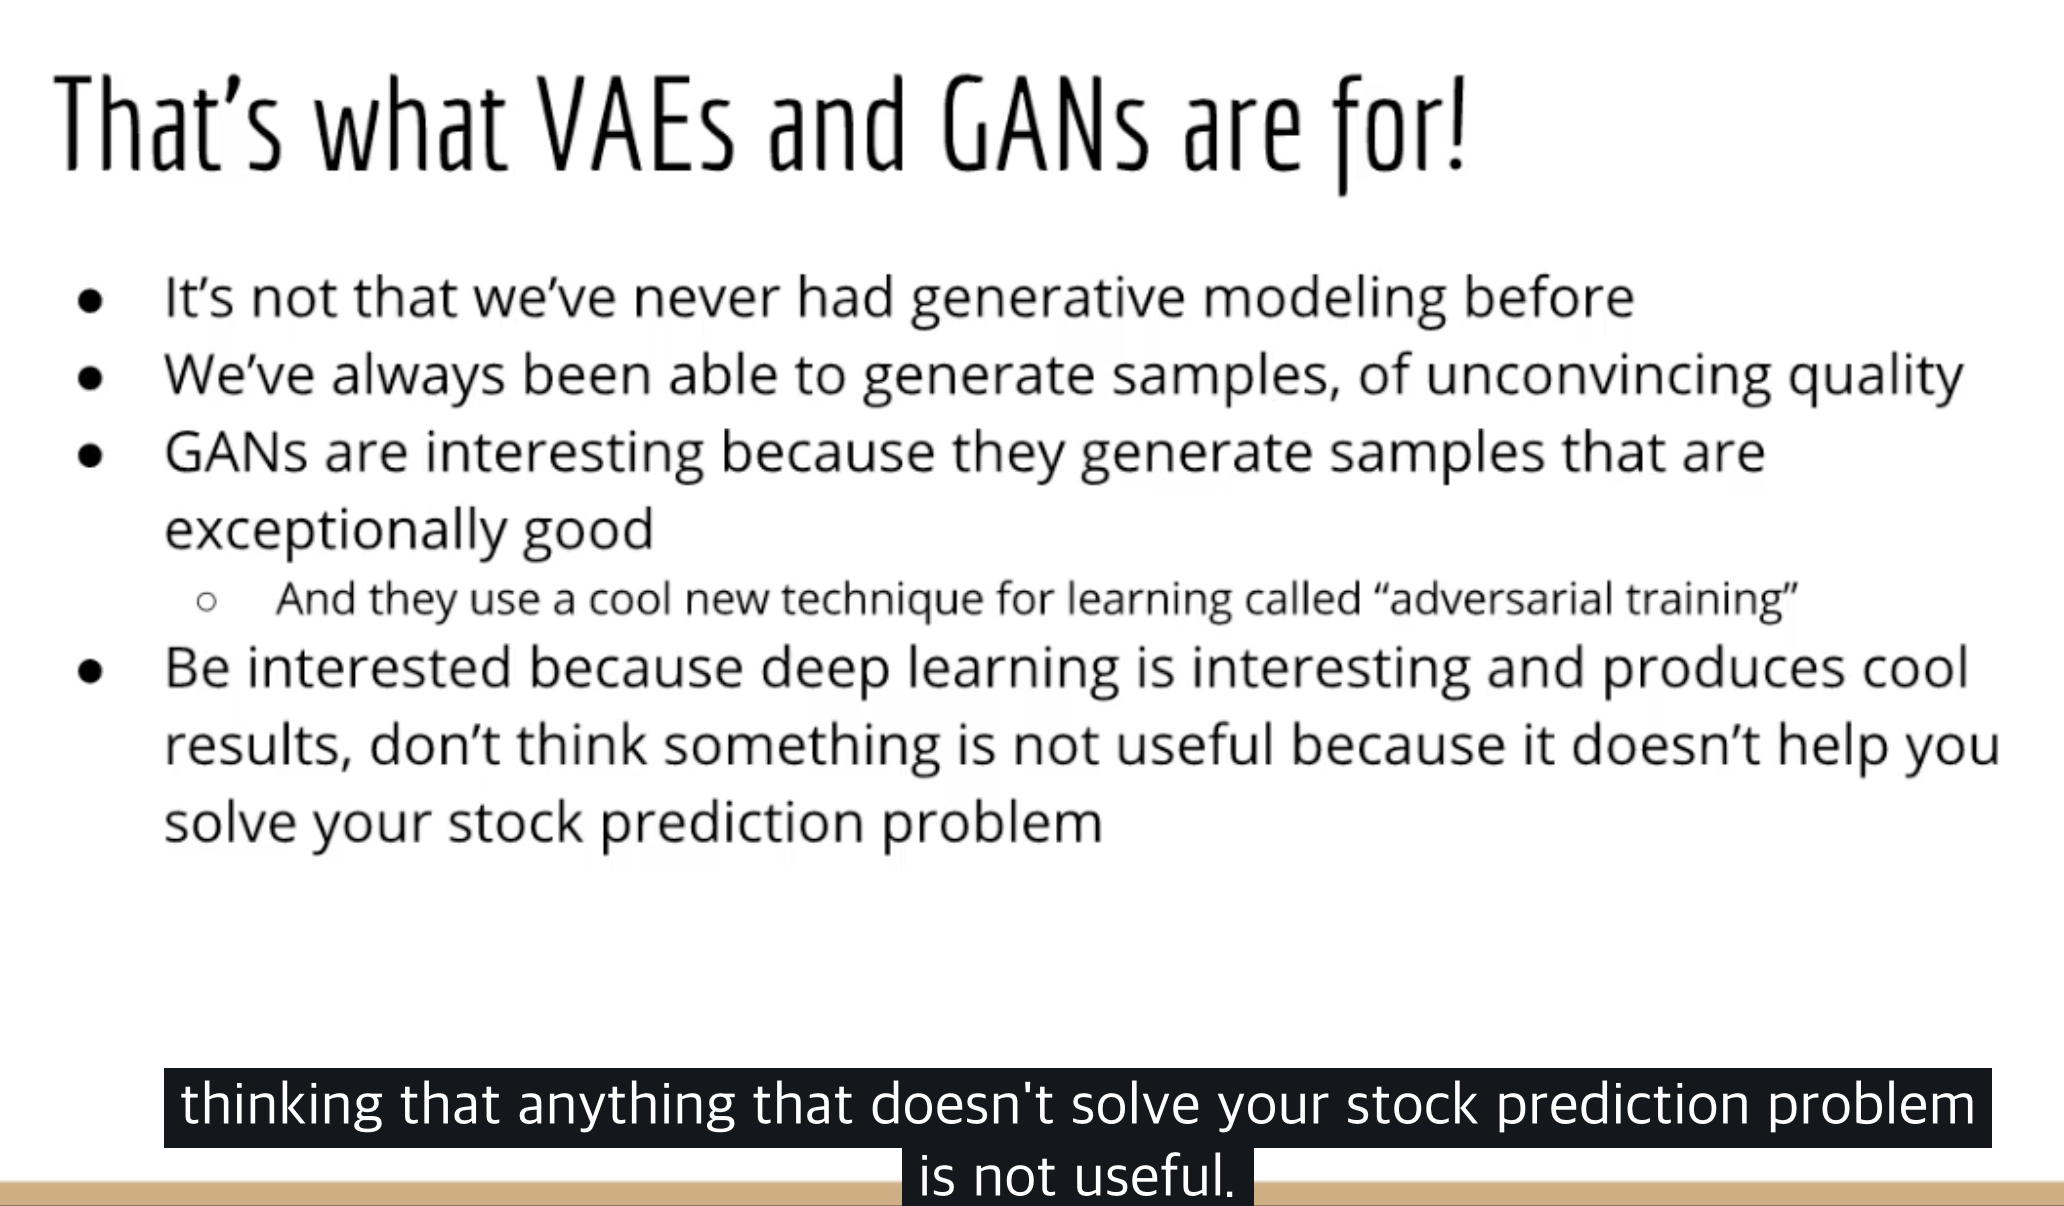 That’s what VAEs and GANs are for!
● It’s not that we’ve never had generative modeling before
● We’ve always been able to generate samples, of unconvincing quality
● GANs are interesting because they generate samples that are
exceptionally good
○ And they use a cool new technique for learning called “adversarial training”
● Be interested because deep learning is interesting and produces cool
results, don’t think something is not useful because it doesn’t help you
solve your stock prediction problem
thinking that anything that doesn't solve your stock prediction problem
is not useful.